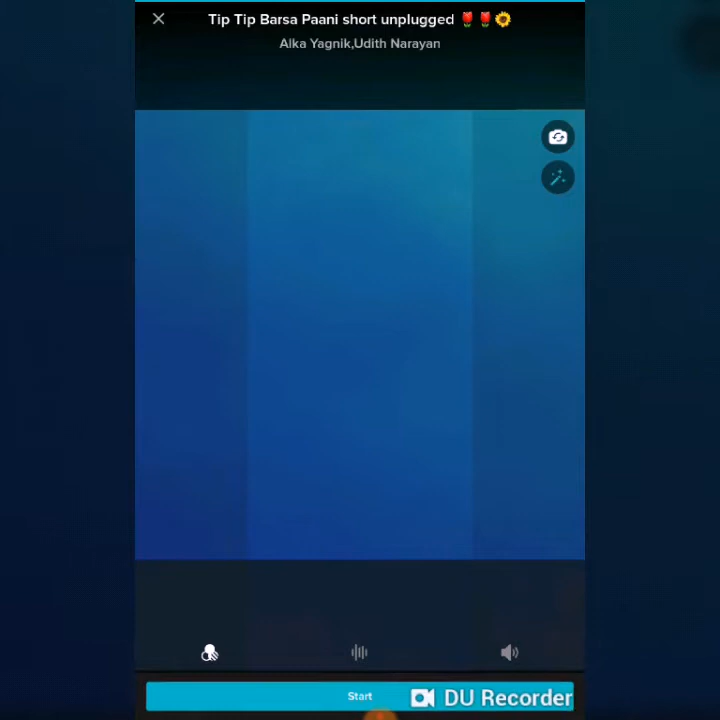 Tip Tip Barsa Paani short unplugged 🌷🌷🌻
Alka Yagnik,Udith Narayan
Start
DU Recorder